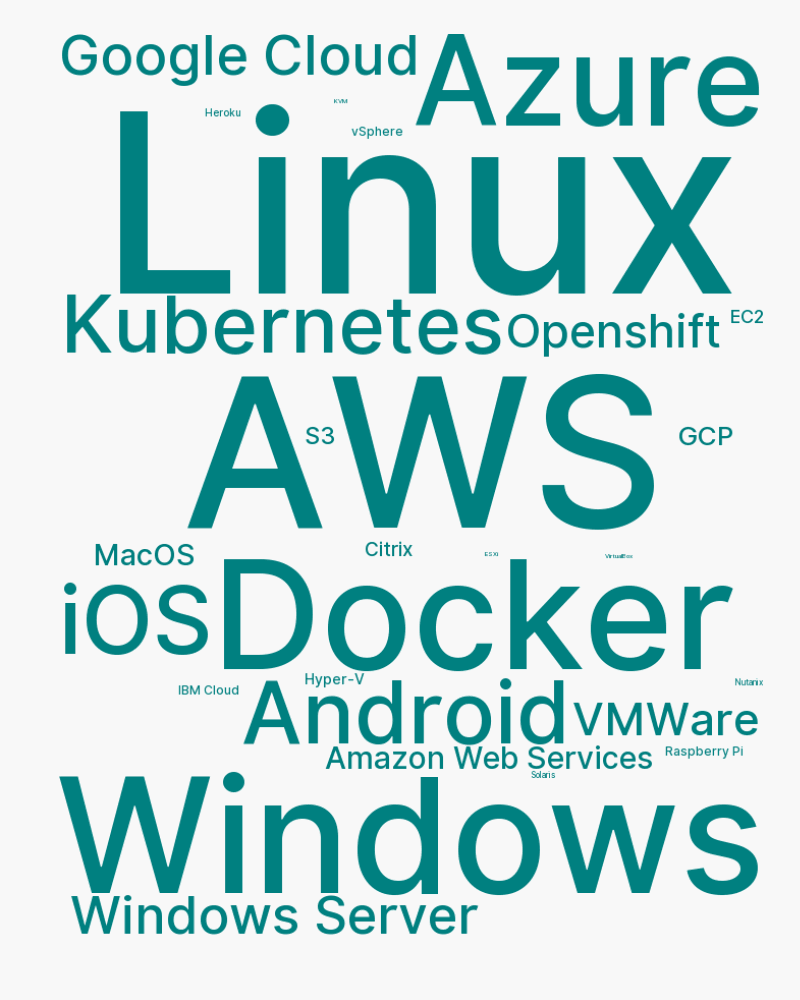 Google Cloud
Azure
KVM
Heroku
vSphere
Linux
Kubernetes
Openshift
EC2
AWS
S3
GCP
MacOS
Citrix
ESXi
VirtualBox
iOS
Docker
Hyper-V
IBM Cloud
Nutanix
Android
VMWare
Amazon Web Services
Raspberry Pi
Solaris
Windows
Windows Server